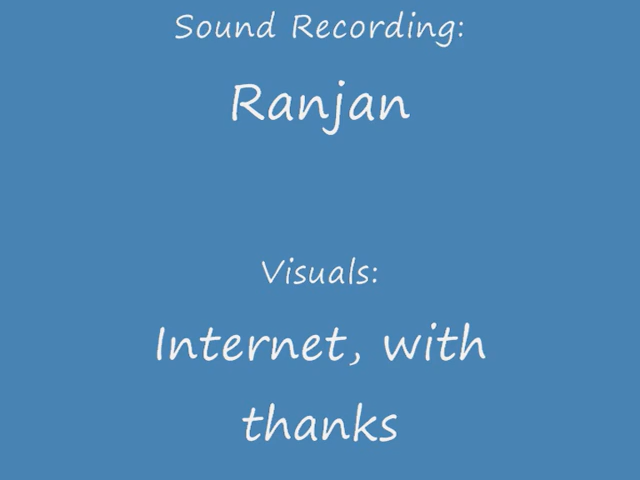 Sound Recording:
Ranjan
Visuals:
Internet, with
thanks